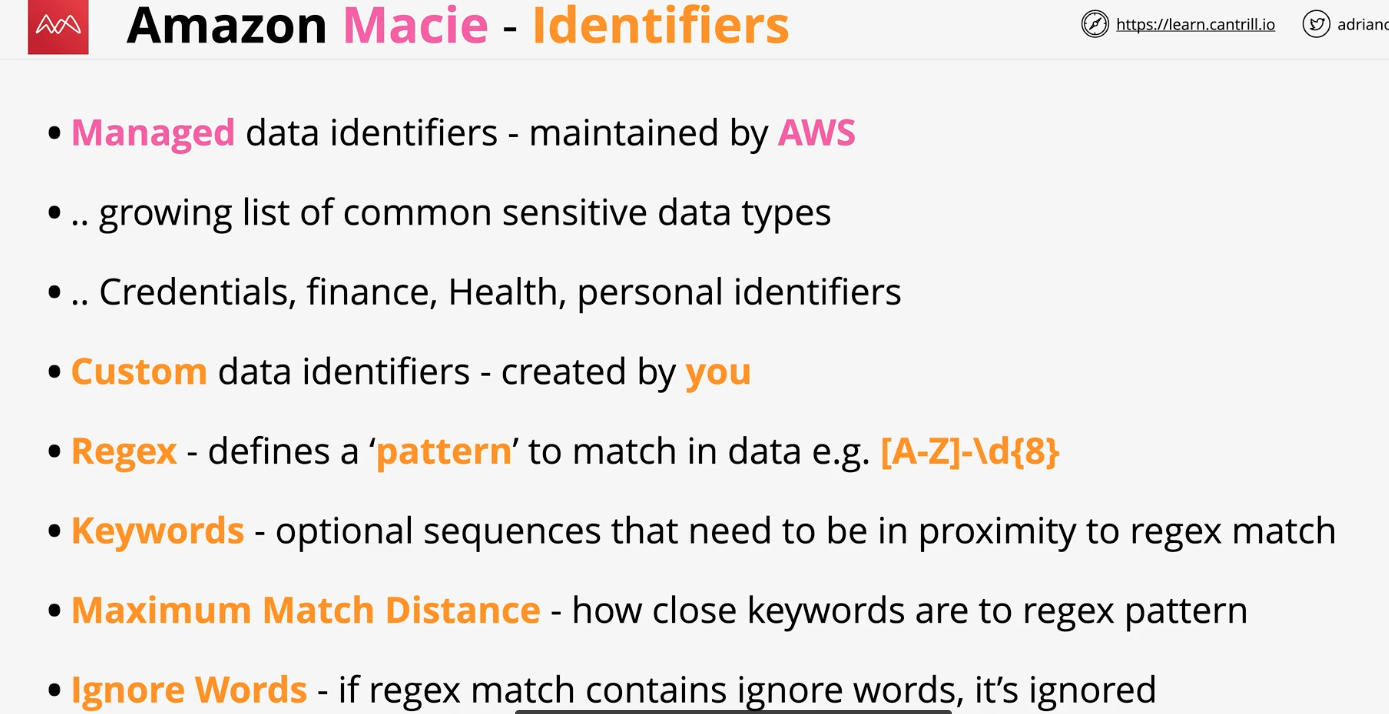 Amazon Macie - Identifiers
https://learn.cantrill.io
adrianc
• Managed data identifiers - maintained by AWS
• .. growing list of common sensitive data types
• .. Credentials, finance, Health, personal identifiers
• Custom data identifiers - created by you
• Regex - defines a ‘pattern’ to match in data e.g. [A-Z]-\d{8}
• Keywords - optional sequences that need to be in proximity to regex match
• Maximum Match Distance - how close keywords are to regex pattern
• Ignore Words - if regex match contains ignore words, it’s ignored